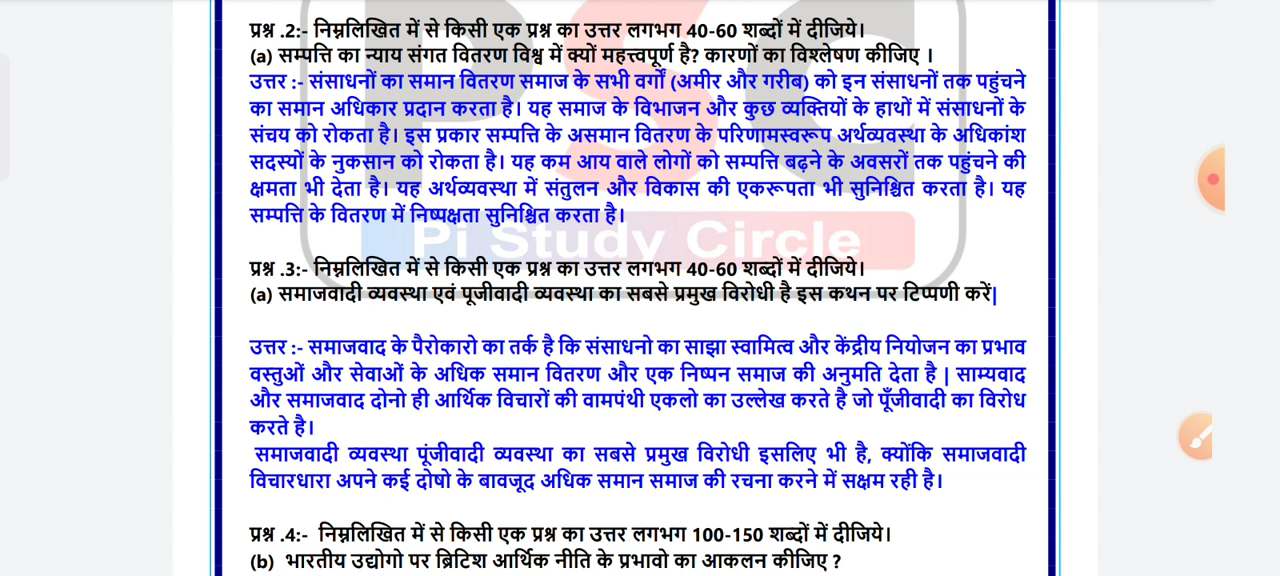 प्रश्न .2:- निम्नलिखित में से किसी एक प्रश्न का उत्तर लगभग 40-60 शब्दों में दीजिये।
(a) सम्पत्ति का न्याय संगत वितरण विश्व में क्यों महत्त्वपूर्ण है? कारणों का विश्लेषण कीजिए ।
उत्तर :- संसाधनों का समान वितरण समाज के सभी वर्गों (अमीर और गरीब) को इन संसाधनों तक पहुंचने
का समान अधिकार प्रदान करता है। यह समाज के विभाजन और कुछ व्यक्तियों के हाथों में संसाधनों के
संचय को रोकता है। इस प्रकार सम्पत्ति के असमान वितरण के परिणामस्वरूप अर्थव्यवस्था के अधिकांश
सदस्यों के नुकसान को रोकता है। यह कम आय वाले लोगों को सम्पत्ति बढ़ने के अवसरों तक पहुंचने की
क्षमता भी देता है। यह अर्थव्यवस्था में संतुलन और विकास की एकरूपता भी सुनिश्चित करता है। यह
सम्पत्ति के वितरण में निष्पक्षता सुनिश्चित करता है।
Pi Study Circle
प्रश्न .3:- निम्नलिखित में से किसी एक प्रश्न का उत्तर लगभग 40-60 शब्दों में दीजिये।
(a) समाजवादी व्यवस्था एवं पूजीवादी व्यवस्था का सबसे प्रमुख विरोधी है इस कथन पर टिप्पणी करें|
उत्तर :- समाजवाद के पैरोकारो का तर्क है कि संसाधनो का साझा स्वामित्व और केंद्रीय नियोजन का प्रभाव
वस्तुओं और सेवाओं के अधिक समान वितरण और एक निष्पन समाज की अनुमति देता है | साम्यवाद
और समाजवाद दोनो ही आर्थिक विचारों की वामपंथी एकलो का उल्लेख करते है जो पूँजीवादी का विरोध
करते है।
समाजवादी व्यवस्था पूंजीवादी व्यवस्था का सबसे प्रमुख विरोधी इसलिए भी है, क्योंकि समाजवादी
विचारधारा अपने कई दोषो के बावजूद अधिक समान समाज की रचना करने में सक्षम रही है।
प्रश्न .4:- निम्नलिखित में से किसी एक प्रश्न का उत्तर लगभग 100-150 शब्दों में दीजिये।
(b) भारतीय उद्योगो पर ब्रिटिश आर्थिक नीति के प्रभावो का आकलन कीजिए ?